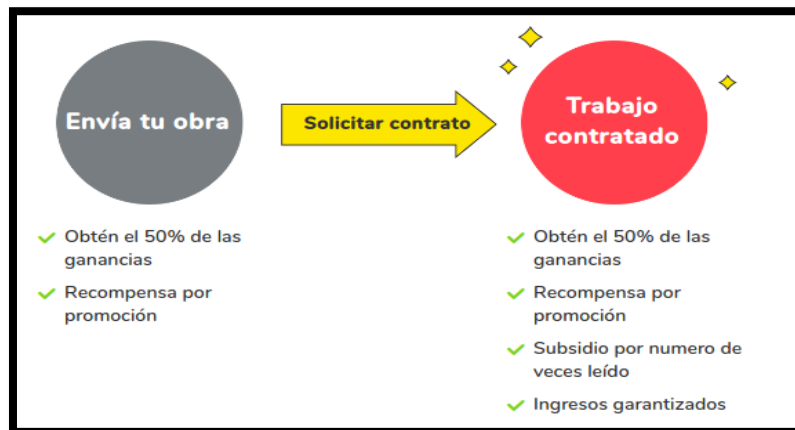 Envía tu obra
Solicitar contrato
Trabajo
contratado
Obtén el 50% de las
ganancias
Recompensa por
promoción
Obtén el 50% de las
ganancias
Recompensa por
promoción
Subsidio por numero de
veces leído
Ingresos garantizados